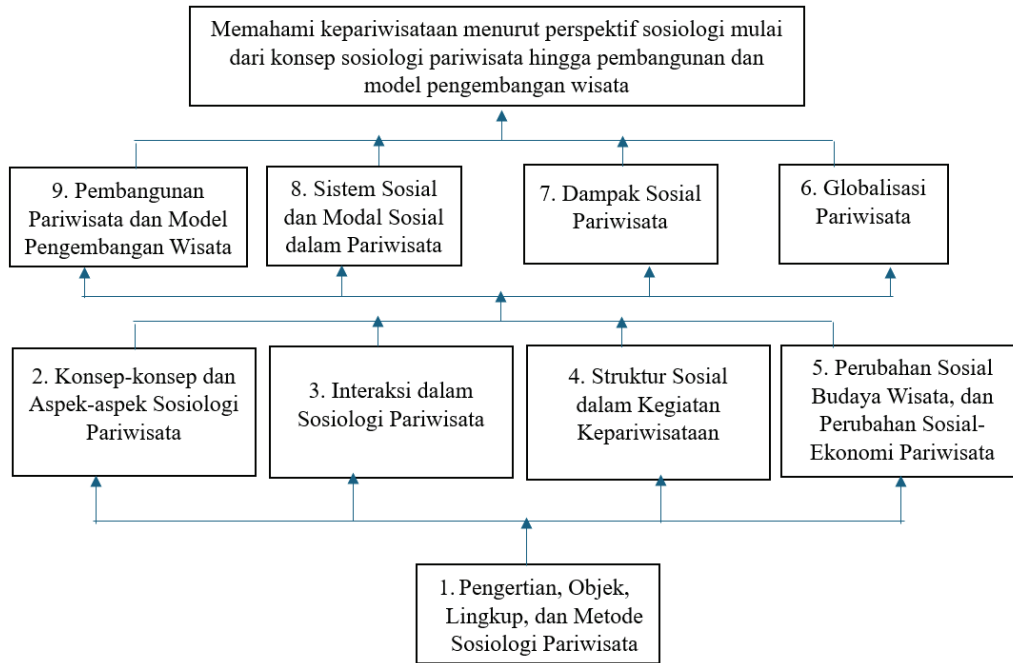 Memahami kepariwisataan menurut perspektif sosiologi mulai
dari konsep sosiologi pariwisata hingga pembangunan dan
model pengembangan wisata
9. Pembangunan
Pariwisata dan Model
Pengembangan Wisata
8. Sistem Sosial
dan Modal Sosial
dalam Pariwisata
7. Dampak Sosial
Pariwisata
6. Globalisasi
Pariwisata
2. Konsep-konsep dan
Aspek-aspek Sosiologi
Pariwisata
3. Interaksi dalam
Sosiologi Pariwisata
4. Struktur Sosial
dalam Kegiatan
Kepariwisataan
5. Perubahan Sosial
Budaya Wisata, dan
Perubahan Sosial-
Ekonomi Pariwisata
1. Pengertian, Objek,
Lingkup, dan Metode
Sosiologi Pariwisata